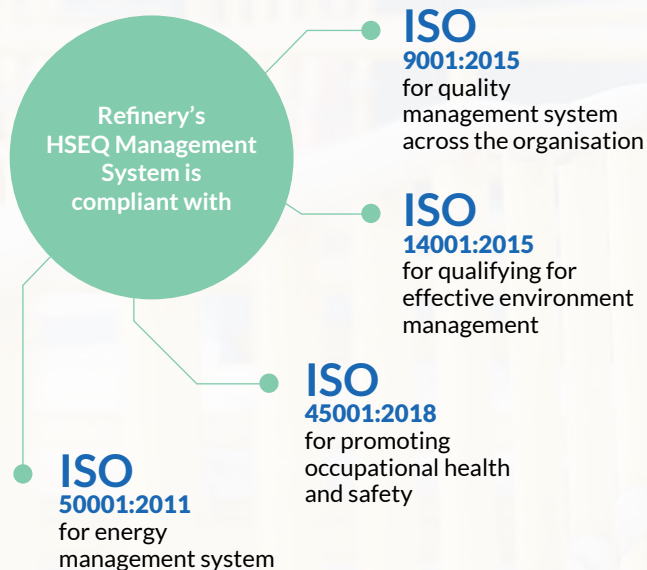 Refinery's
HSEQ Management
System is
compliant with
ISO
9001:2015
for quality
management system
across the organisation
ISO
14001:2015
for qualifying for
effective environment
management
ISO
45001:2018
for promoting
occupational health
and safety
ISO
50001:2011
for energy
management system